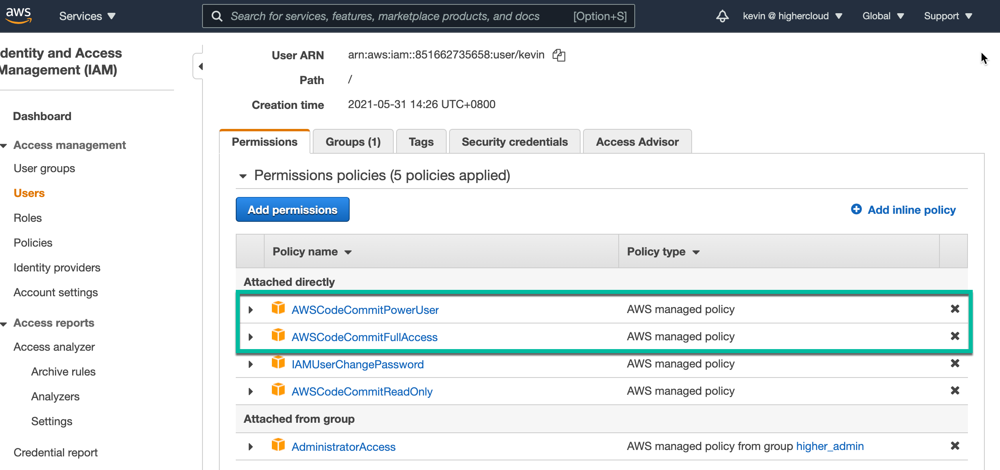 aws
Services
Search for services, features, marketplace products, and docs
[Option+S]
kevin @ highercloud
Global
Support
dentity and Access
Management (IAM)
Dashboard
Access management
User groups
Users
Roles
Policies
Identity providers
Account settings
Access reports
Access analyzer
Archive rules
Analyzers
Settings
Credential report
User ARN
arn:aws:iam::851662735658:user/kevin
Path
/
Creation time
2021-05-31 14:26 UTC+0800
Permissions
Groups (1)
Tags
Security credentials
Access Advisor
Permissions policies (5 policies applied)
Add permissions
Add inline policy
Policy name
Policy type
Attached directly
AWSCodeCommitPowerUser
AWS managed policy
AWSCodeCommitFullAccess
AWS managed policy
IAMUserChangePassword
AWS managed policy
AWSCodeCommitReadOnly
AWS managed policy
Attached from group
AdministratorAccess
AWS managed policy from group higher_admin